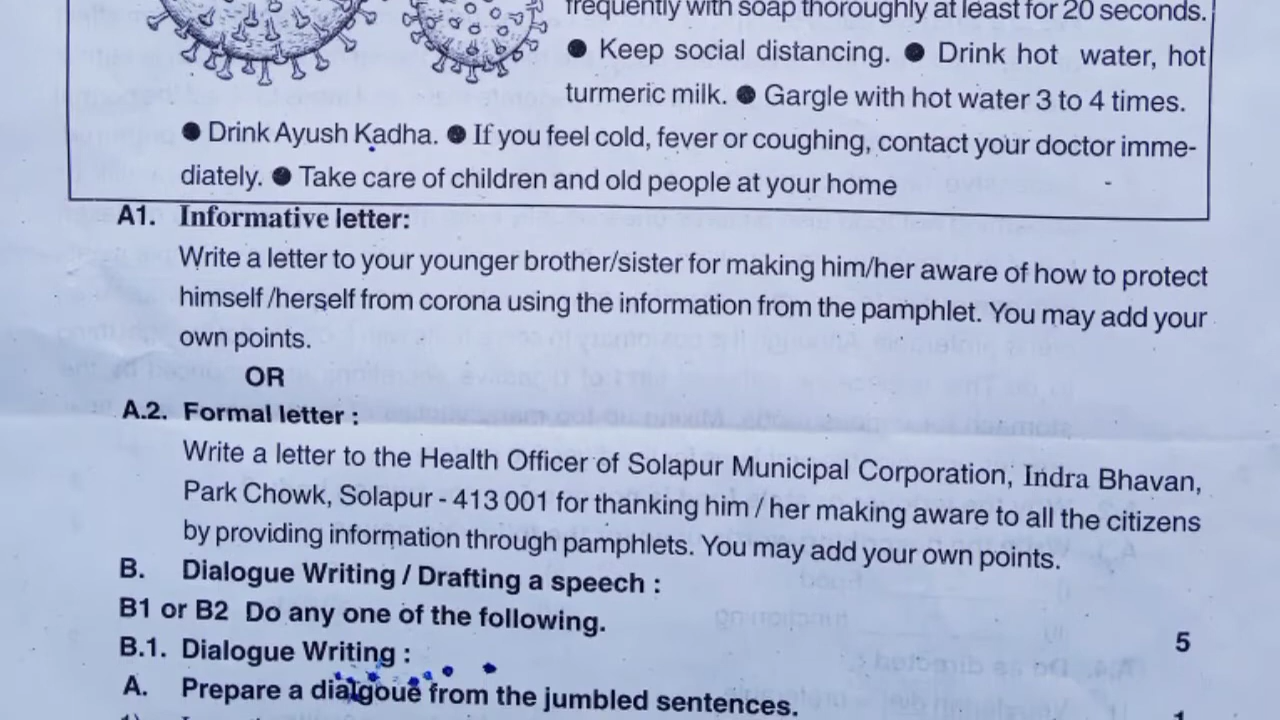 frequently with soap thoroughly at least for 20 seconds.
● Keep social distancing. ● Drink hot water, hot
turmeric milk. ● Gargle with hot water 3 to 4 times.
● Drink Ayush Kadha. ● If you feel cold, fever or coughing, contact your doctor imme-
diately. ● Take care of children and old people at your home
A1. Informative letter:
Write a letter to your younger brother/sister for making him/her aware of how to protect
himself /herself from corona using the information from the pamphlet. You may add your
own points.
OR
A.2. Formal letter :
Write a letter to the Health Officer of Solapur Municipal Corporation, Indra Bhavan,
Park Chowk, Solapur - 413 001 for thanking him / her making aware to all the citizens
by providing information through pamphlets. You may add your own points.
B. Dialogue Writing / Drafting a speech :
B1 or B2 Do any one of the following.
5
B.1. Dialogue Writing :
A. Prepare a dialgoue from the jumbled sentences.